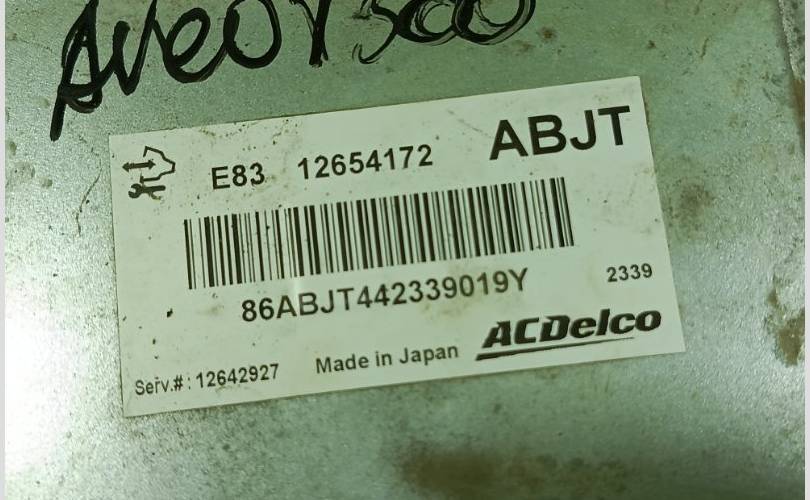 AVEO T300
E83 12654172 ABJT
86ABJT442339019Y
2339
ACDelco
Serv.#: 12642927 Made in Japan